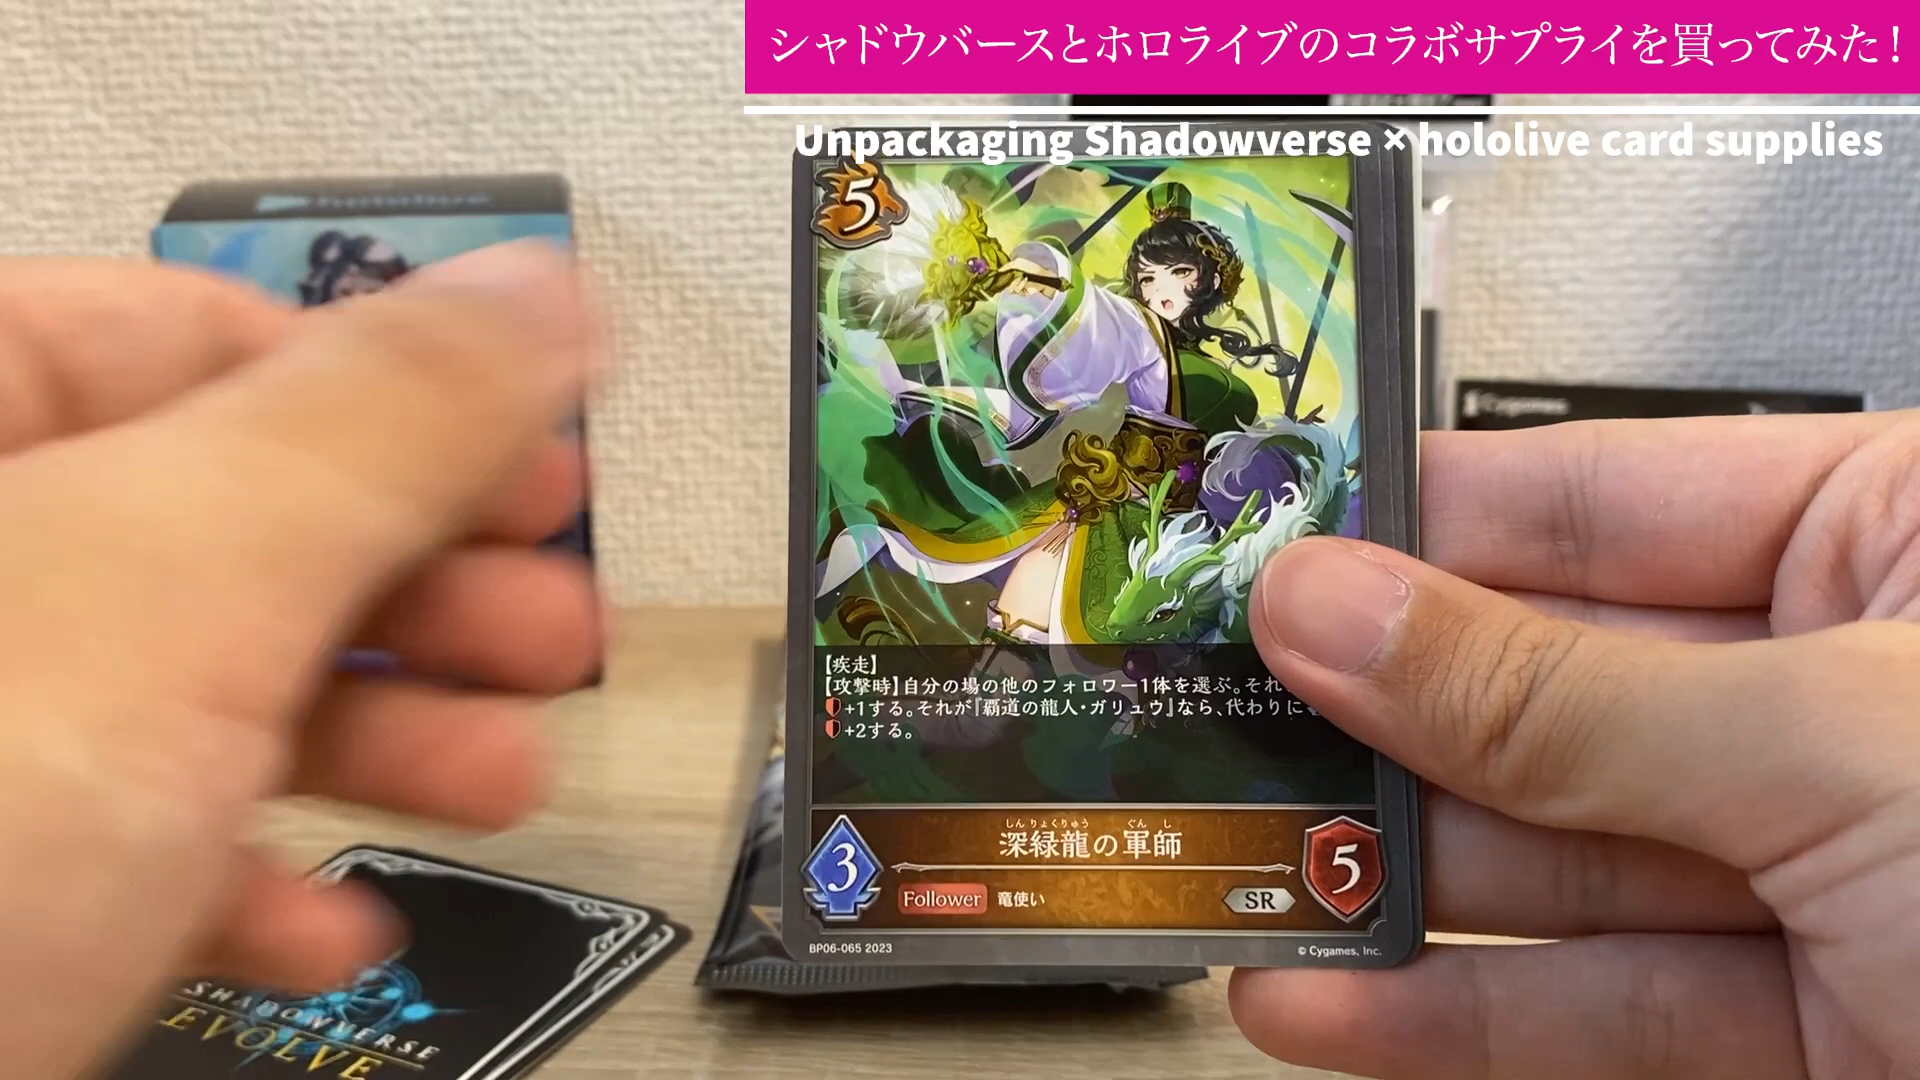 シャドウバースとホロライブのコラボサプライを買ってみた!
Unpackaging Shadowverse × hololive card supplies
5
【疾走】
【攻撃時】自分の場の他のフォロワー1体を選ぶ。それ
+1する。それが『覇道の龍人・ガリュウ』なら、代わりに
+2する。
しんりょくりゅう ぐんし
深緑龍の軍師
3
5
Follower 竜使い SR
BP06-065 2023 © Cygames, Inc.
Cygames
SHADOWVERSE
EVOLVE